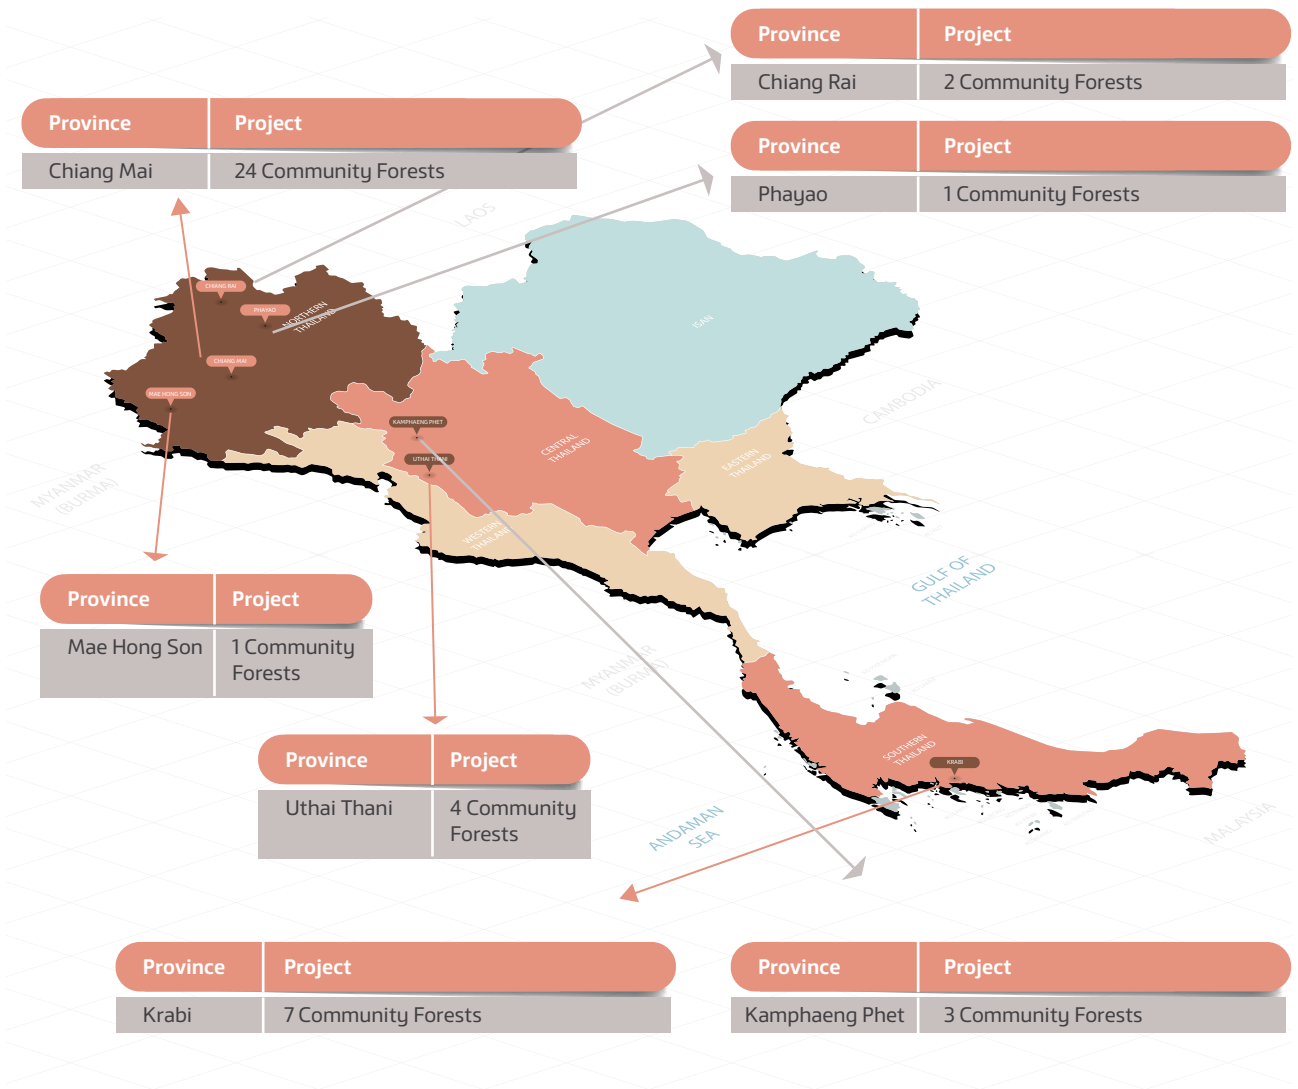 Province Project
Chiang Rai 2 Community Forests
Province Project
Chiang Mai 24 Community Forests
Province Project
Phayao 1 Community Forests
LAOS
CHIANG RAI
PHAYAO
NORTHERN
THAILAND
ISAN
CHIANG MAI
MAE HONG SON
CAMBODIA
KAMPHAENG PHET
CENTRAL
THAILAND
UTHAI THANI
EASTERN
THAILAND
MYANMAR
(BURMA)
WESTERN
THAILAND
GULF OF
THAILAND
Province Project
Mae Hong Son 1 Community
Forests
MYANMAR
(BURMA)
SOUTHERN
THAILAND
KRABI
Province Project
Uthai Thani 4 Community
Forests
ANDAMAN
SEA
MALAYSIA
Province Project
Krabi 7 Community Forests
Province Project
Kamphaeng Phet 3 Community Forests